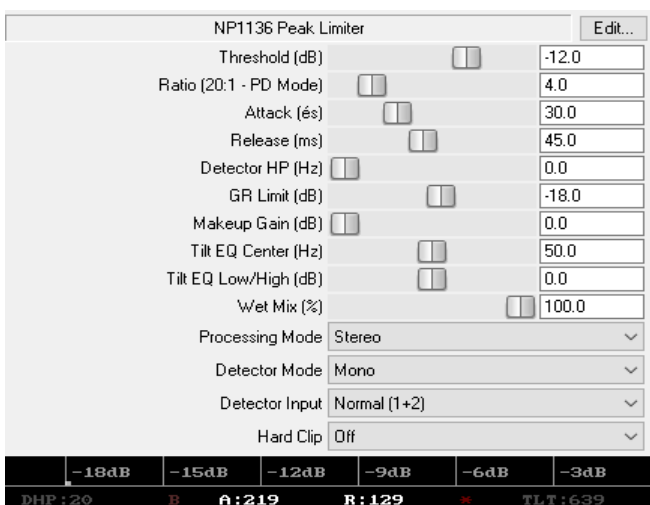 NP1136 Peak Limiter Edit...
Threshold (dB) -12.0
Ratio (20:1 - PD Mode) 4.0
Attack (és) 30.0
Release (ms) 45.0
Detector HP (Hz) 0.0
GR Limit (dB) -18.0
Makeup Gain (dB) 0.0
Tilt EQ Center (Hz) 50.0
Tilt EQ Low/High (dB) 0.0
Wet Mix (%) 100.0
Processing Mode Stereo
Detector Mode Mono
Detector Input Normal (1+2)
Hard Clip Off
-18dB -15dB -12dB -9dB -6dB -3dB
DHP:20 B A:219 R:129 * TLT:639